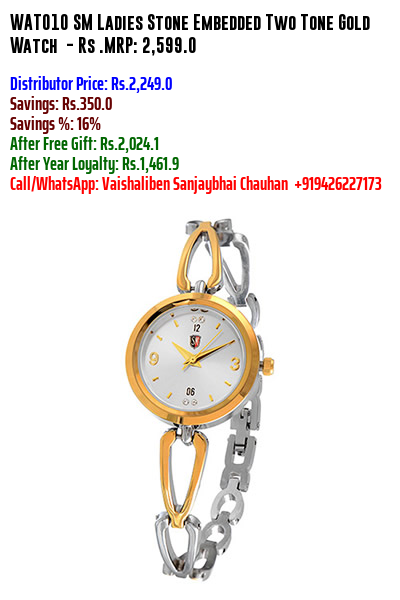 WAT010 SM Ladies Stone Embedded Two Tone Gold
Watch - Rs .MRP: 2,599.0
Distributor Price: Rs.2,249.0
Savings: Rs.350.0
Savings %: 16%
After Free Gift: Rs.2,024.1
After Year Loyalty: Rs.1,461.9
Call/WhatsApp: Vaishaliben Sanjaybhai Chauhan +919426227173
12
9
3
06